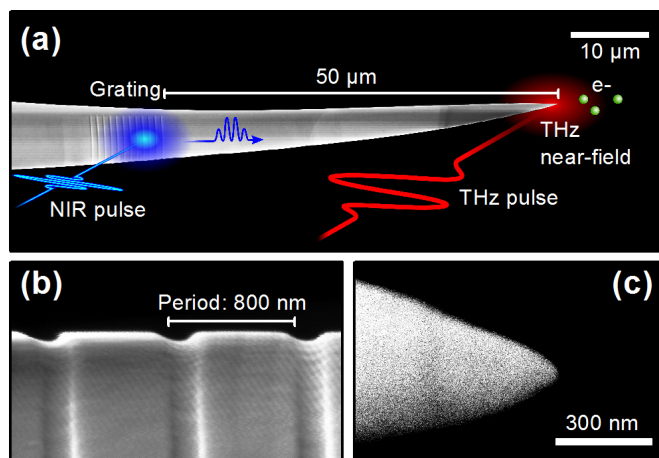 (a)
10 µm
50 µm
Grating
e-
THz
near-field
NIR pulse
THz pulse
(b)
Period: 800 nm
(c)
300 nm